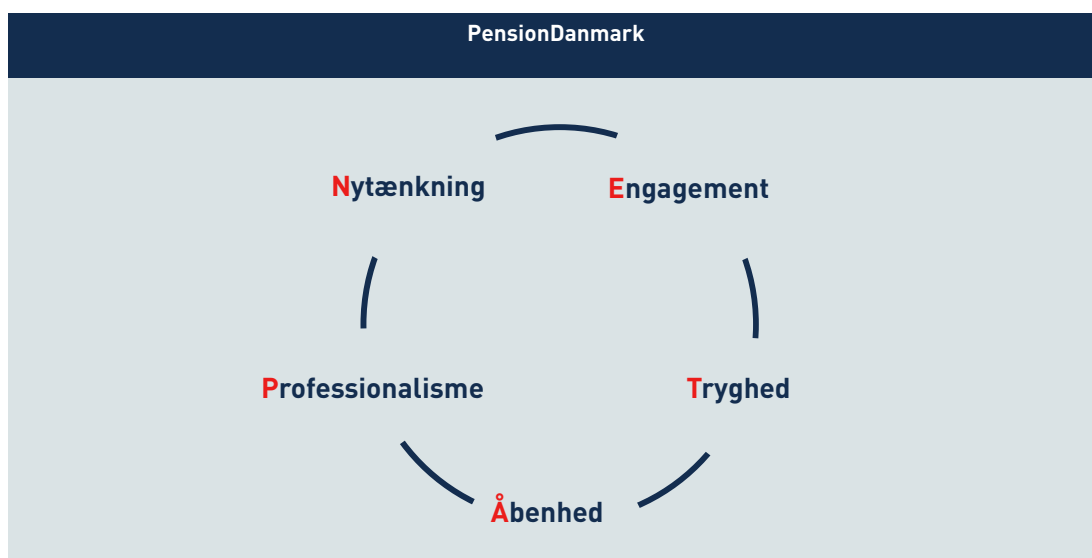 PensionDanmark
Nytænkning
Engagement
Professionalisme
Tryghed
Åbenhed